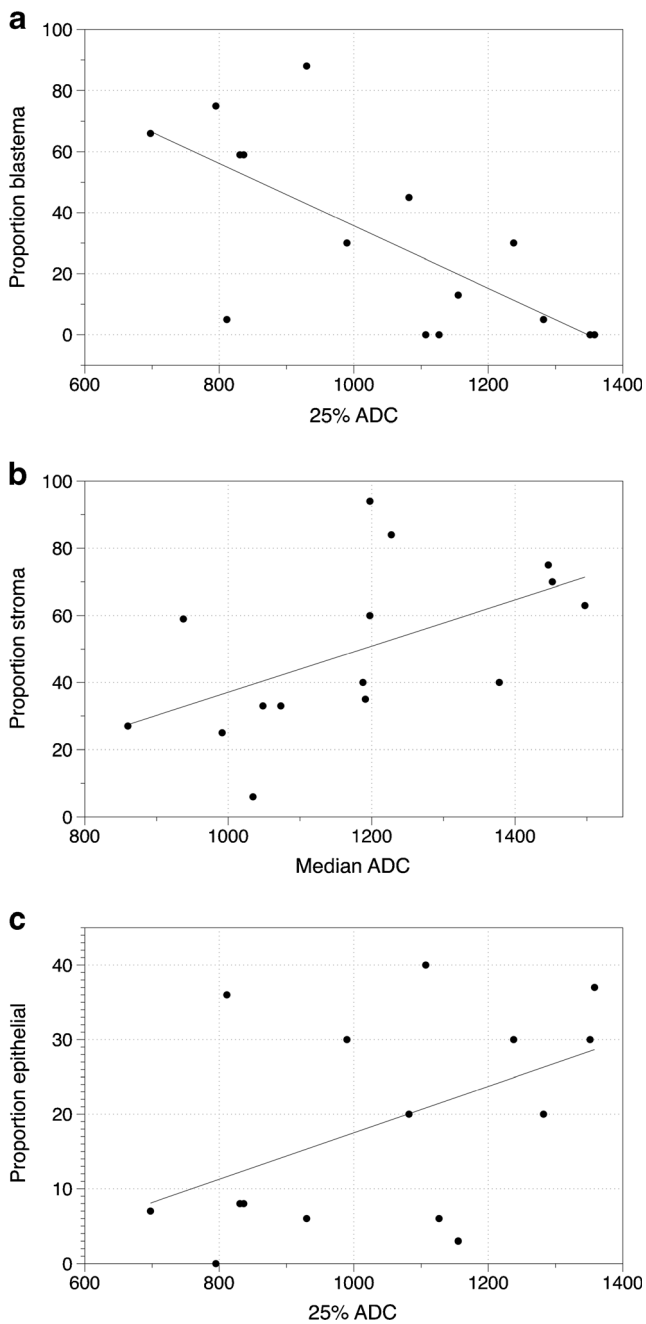 a
100
80
60
40
20
0
Proportion blastema
600 800 1000 1200 1400
25% ADC
b
100
80
60
40
20
0
Proportion stroma
800 1000 1200 1400
Median ADC
c
40
30
20
10
0
Proportion epithelial
600 800 1000 1200 1400
25% ADC